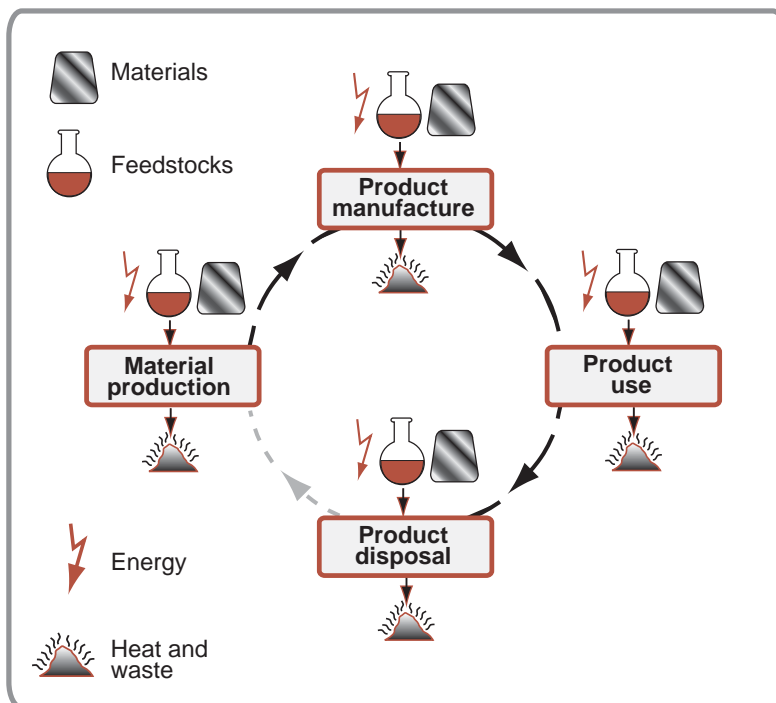 Materials
Feedstocks
Product
manufacture
Material
production
Product
use
Product
disposal
Energy
Heat and
waste